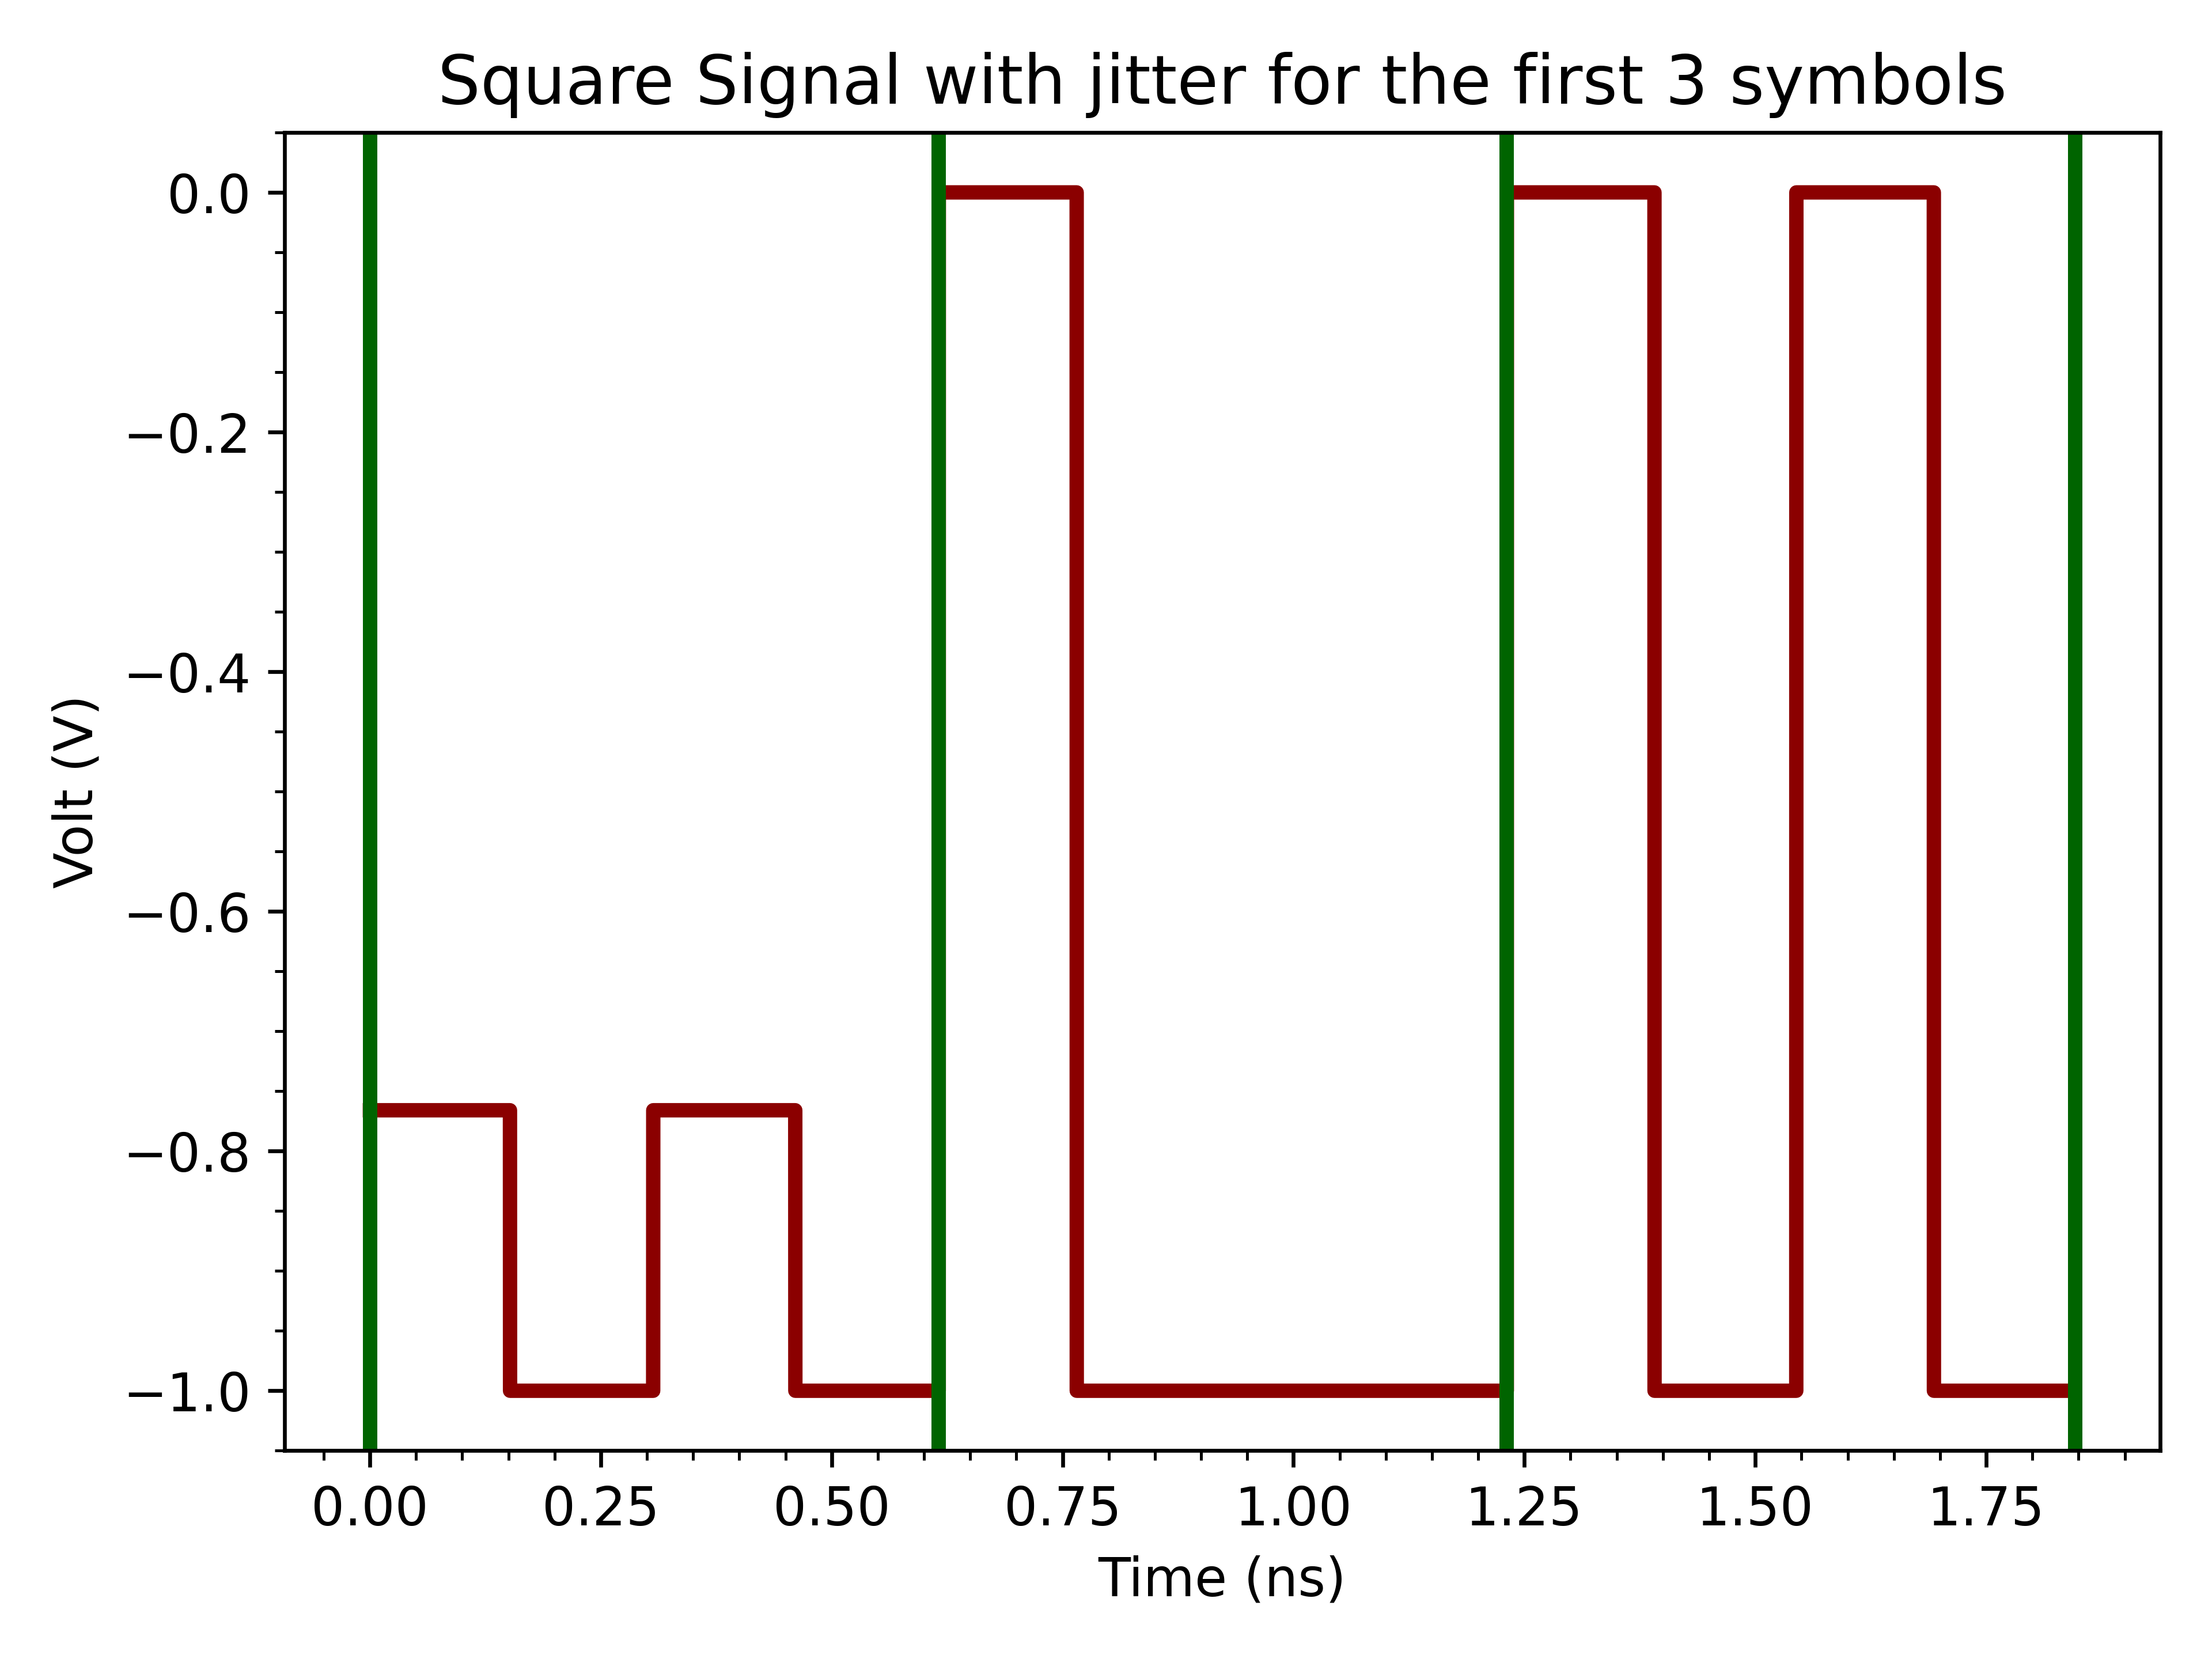 Square Signal with jitter for the first 3 symbols
0.0
−0.2
−0.4
−0.6
−0.8
−1.0
Volt (V)
0.00 0.25 0.50 0.75 1.00 1.25 1.50 1.75
Time (ns)